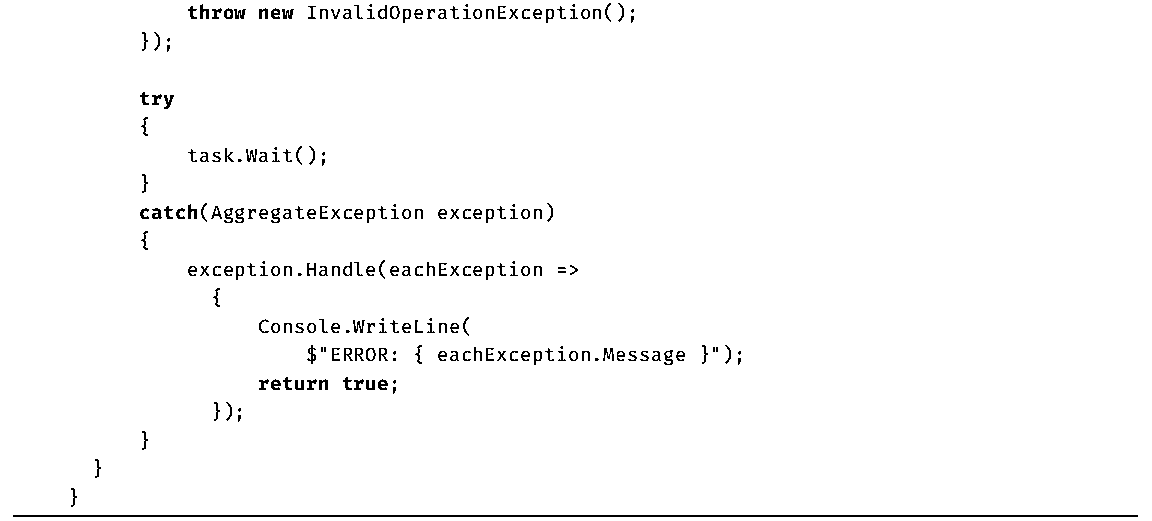 throw new InvalidOperationException();
});
try
{
task.Wait();
}
catch(AggregateException exception)
{
exception.Handle(eachException =>
{
Console.WriteLine(
$"ERROR: { eachException.Message }");
return true;
});
}
}
}